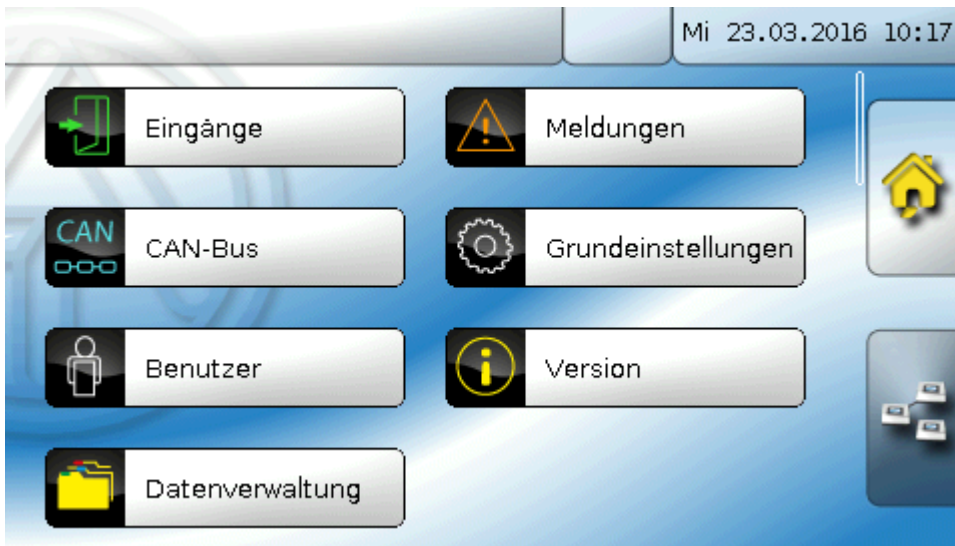 Mi 23.03.2016 10:17
Eingänge
Meldungen
CAN
CAN-Bus
Grundeinstellungen
Benutzer
Version
Datenverwaltung